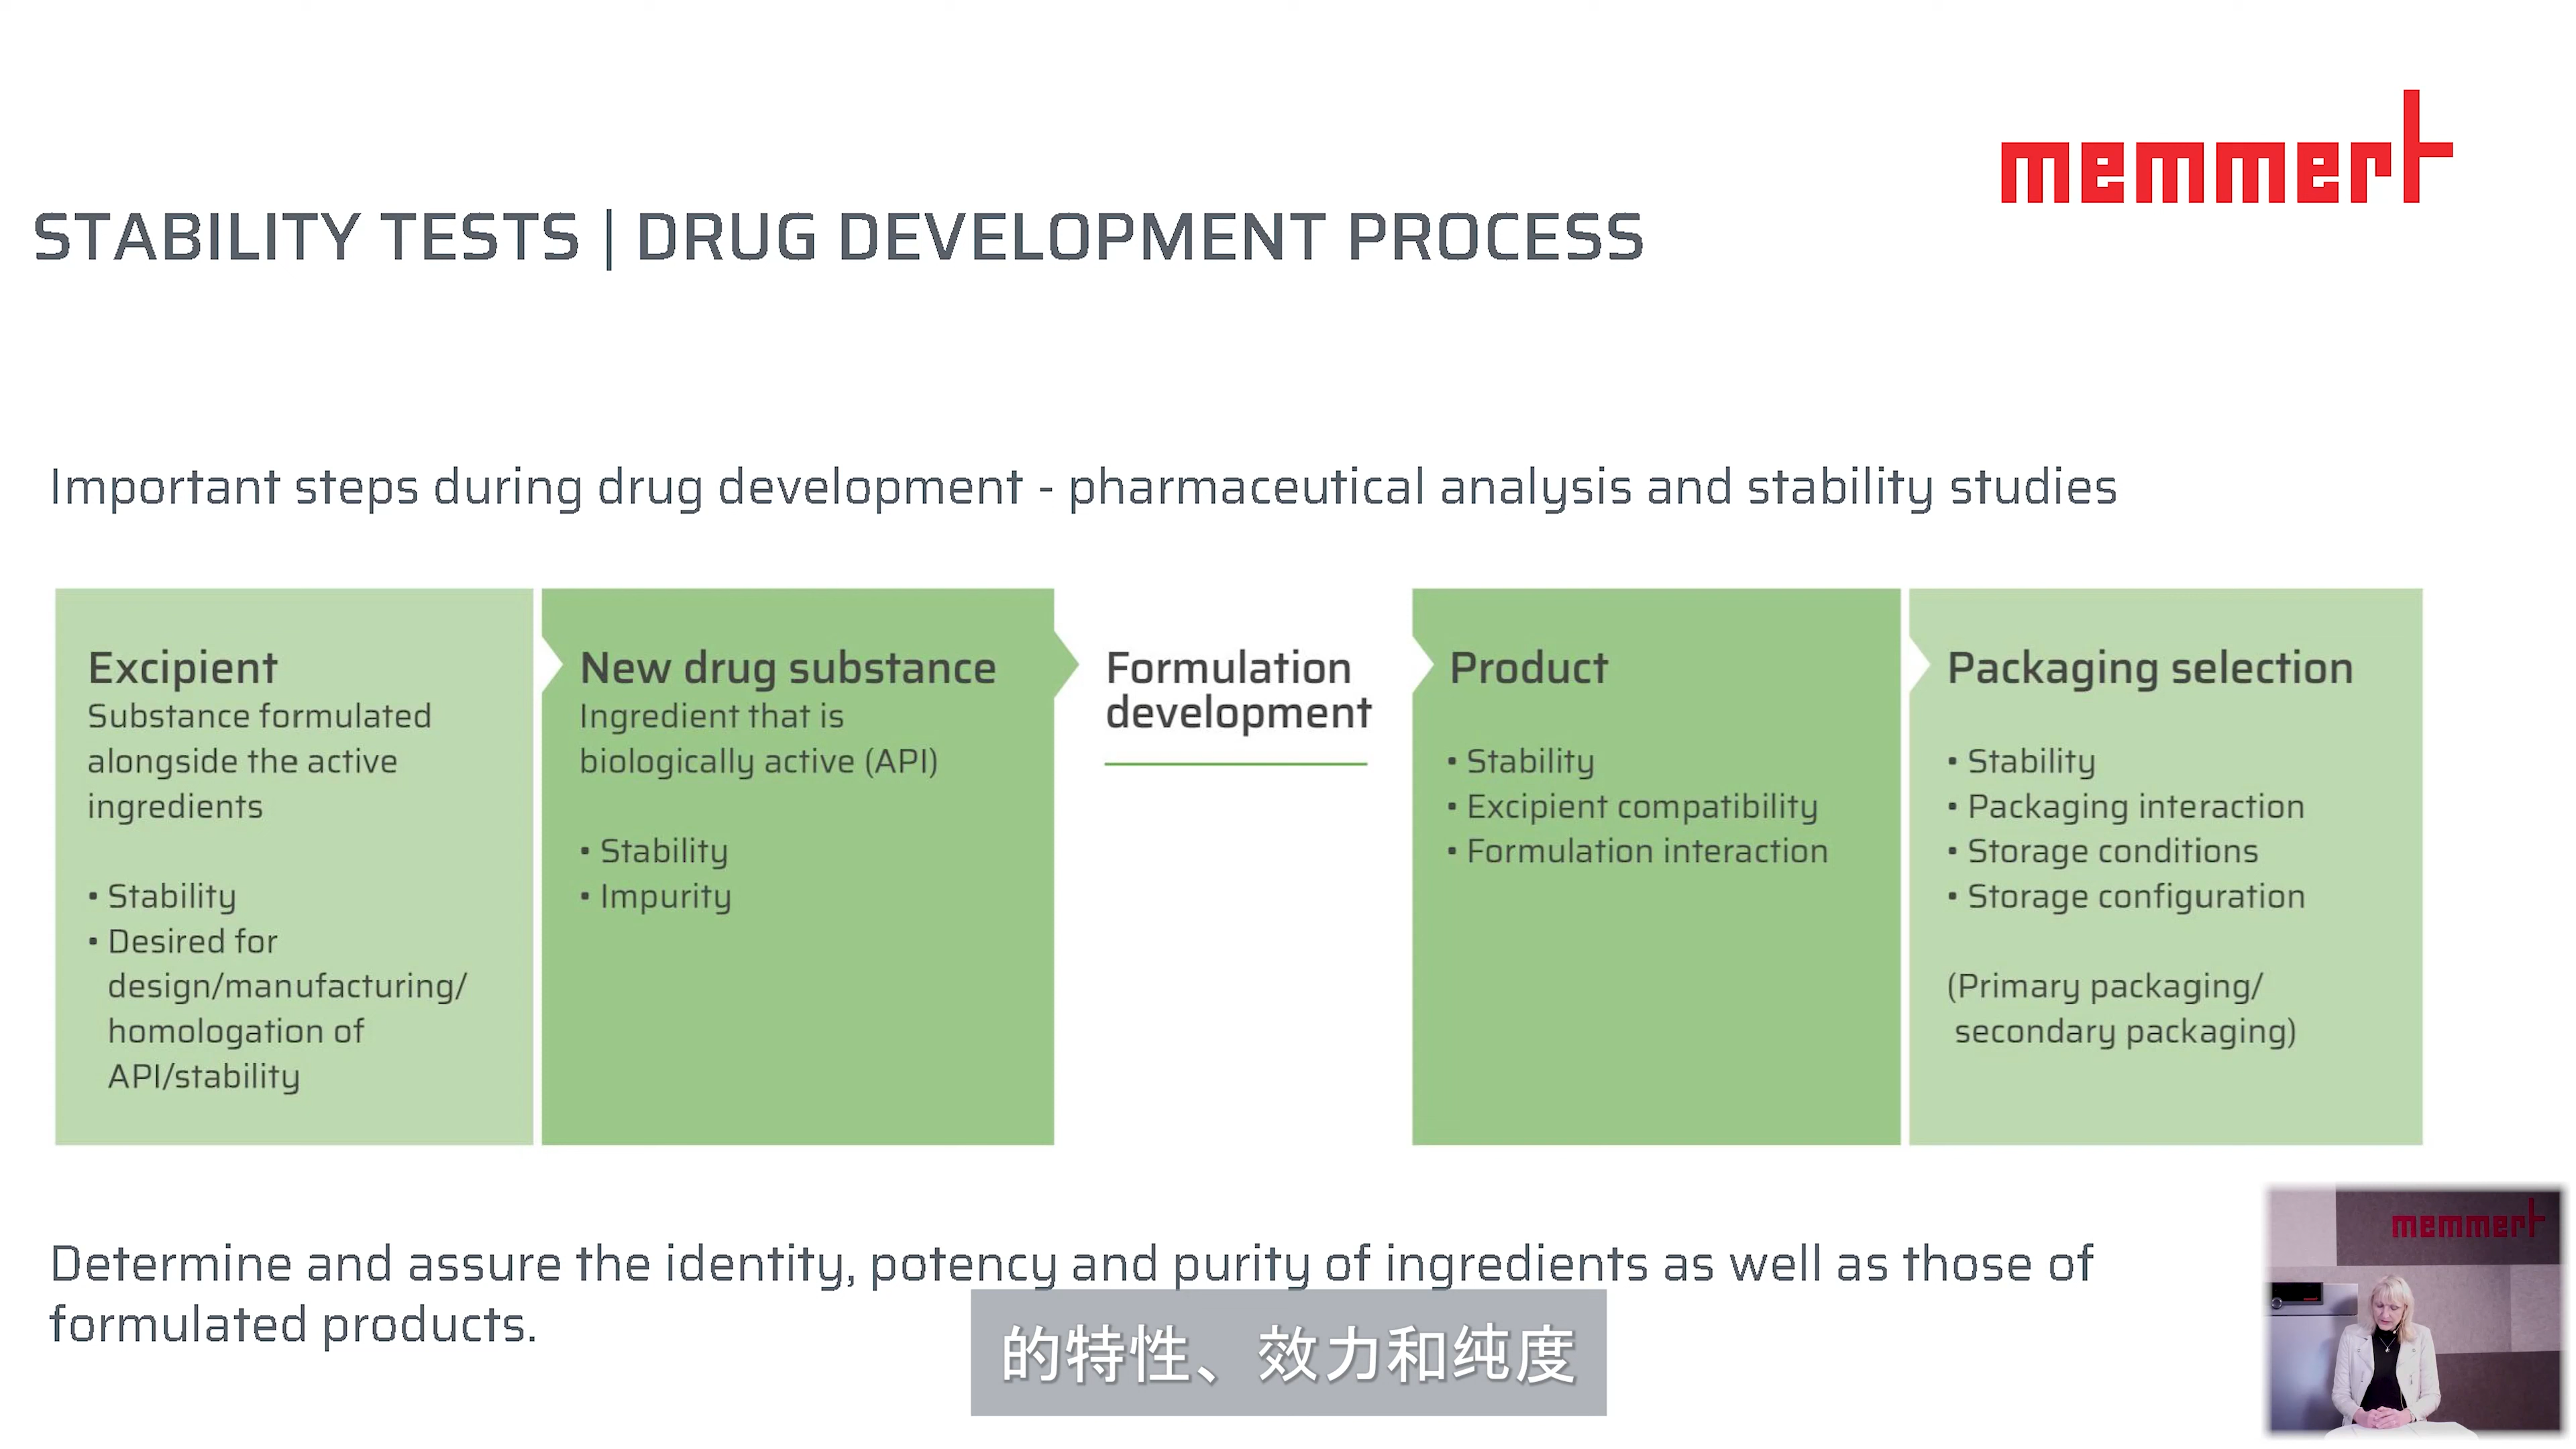 memmert
STABILITY TESTS | DRUG DEVELOPMENT PROCESS
Important steps during drug development - pharmaceutical analysis and stability studies
Excipient
Substance formulated
alongside the active
ingredients
• Stability
• Desired for
design/manufacturing/
homologation of
API/stability
New drug substance
Ingredient that is
biologically active (API)
• Stability
• Impurity
Formulation
development
Product
• Stability
• Excipient compatibility
• Formulation interaction
Packaging selection
• Stability
• Packaging interaction
• Storage conditions
• Storage configuration
(Primary packaging/
secondary packaging)
Determine and assure the identity, potency and purity of ingredients as well as those of
formulated products.
的特性、效力和纯度
memmert